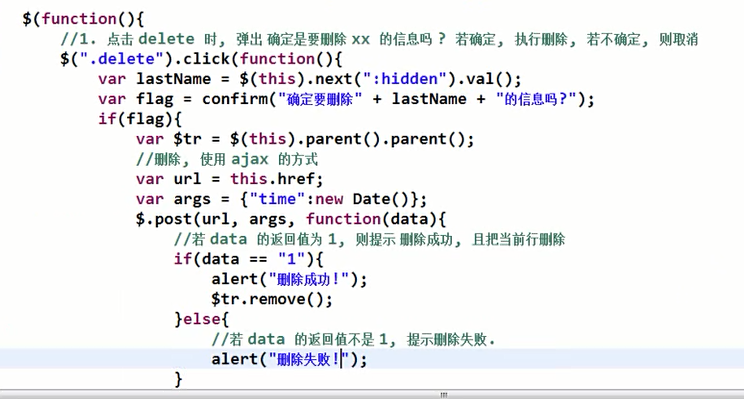 $(function(){
//1. 点击 delete 时, 弹出 确定是要删除 xx 的信息吗 ? 若确定, 执行删除, 若不确定, 则取消
$(".delete").click(function(){
var lastName = $(this).next(":hidden").val();
var flag = confirm("确定要删除" + lastName + "的信息吗?");
if(flag){
var $tr = $(this).parent().parent();
//删除, 使用 ajax 的方式
var url = this.href;
var args = {"time":new Date()};
$.post(url, args, function(data){
//若 data 的返回值为 1, 则提示 删除成功, 且把当前行删除
if(data == "1"){
alert("删除成功!");
$tr.remove();
}else{
//若 data 的返回值不是 1, 提示删除失败.
alert("删除失败!");
}